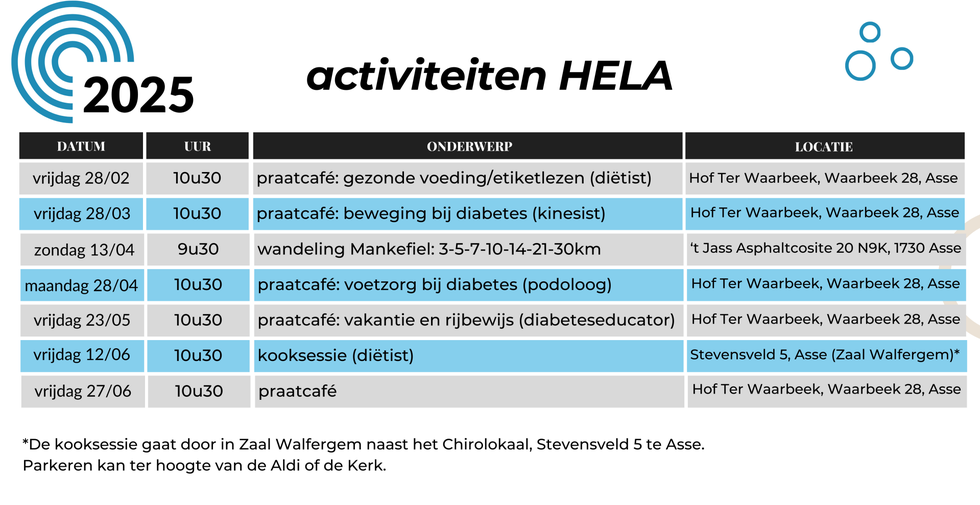 2025
activiteiten HELA
DATUM UUR ONDERWERP LOCATIE
vrijdag 28/02 10u30 praatcafé: gezonde voeding/etiketlezen (diëtist) Hof Ter Waarbeek, Waarbeek 28, Asse
vrijdag 28/03 10u30 praatcafé: beweging bij diabetes (kinesist) Hof Ter Waarbeek, Waarbeek 28, Asse
zondag 13/04 9u30 wandeling Mankefiel: 3-5-7-10-14-21-30km ‘t Jass Asphaltcosite 20 N9K, 1730 Asse
maandag 28/04 10u30 praatcafé: voetzorg bij diabetes (podoloog) Hof Ter Waarbeek, Waarbeek 28, Asse
vrijdag 23/05 10u30 praatcafé: vakantie en rijbewijs (diabeteseducator) Hof Ter Waarbeek, Waarbeek 28, Asse
vrijdag 12/06 10u30 kooksessie (diëtist) Stevensveld 5, Asse (Zaal Walfergem)*
vrijdag 27/06 10u30 praatcafé Hof Ter Waarbeek, Waarbeek 28, Asse
*De kooksessie gaat door in Zaal Walfergem naast het Chirolokaal, Stevensveld 5 te Asse.
Parkeren kan ter hoogte van de Aldi of de Kerk.